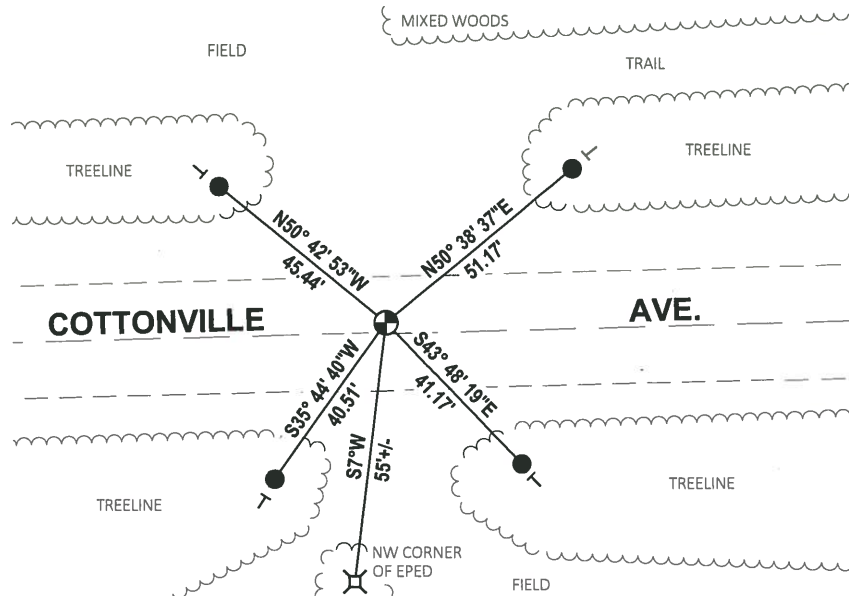 MIXED WOODS
FIELD
TRAIL
TREELINE
TREELINE
N50° 42' 53"W
45.44'
N50° 38' 37"E
51.17'
COTTONVILLE AVE.
S35° 44' 40"W
40.51'
S7°W
55'+/-
S43° 48' 19"E
41.17'
TREELINE
TREELINE
NW CORNER
OF EPED
FIELD